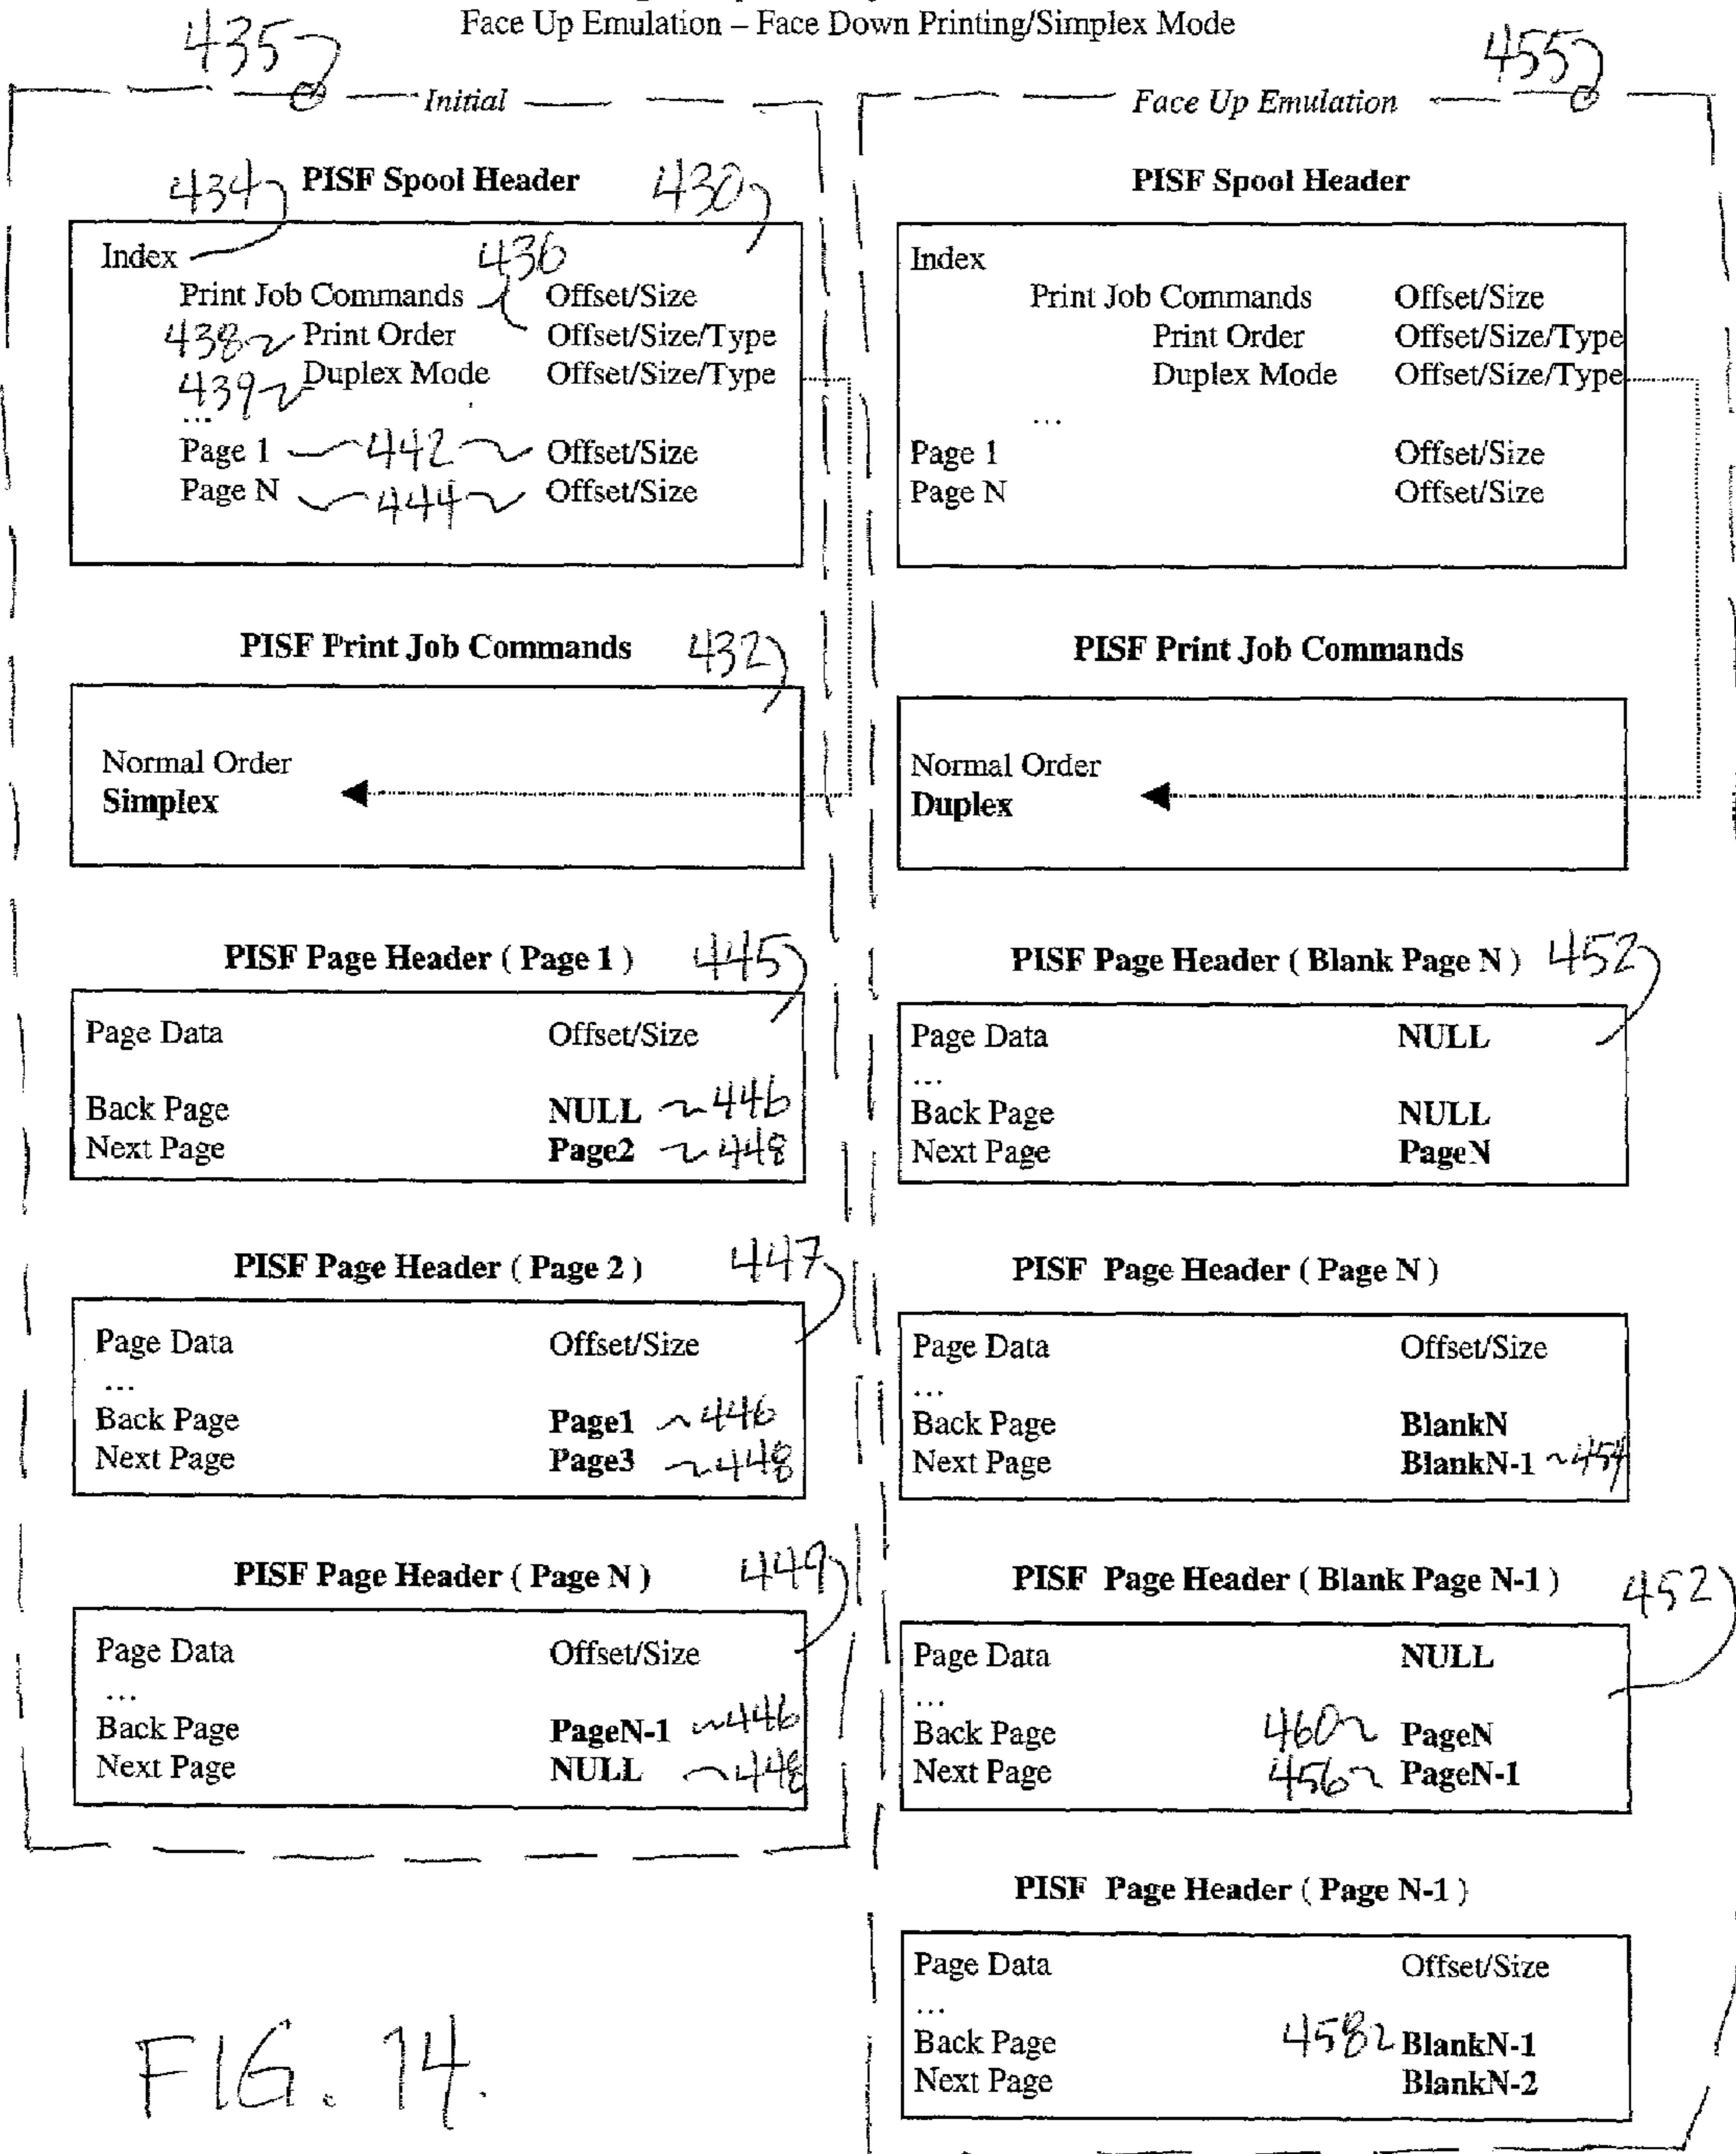 Face Up Emulation – Face Down Printing/Simplex Mode
435
Initial
434 PISF Spool Header 430
Index
436
Print Job Commands Offset/Size
438 Print Order Offset/Size/Type
439 Duplex Mode Offset/Size/Type
...
Page 1 442 Offset/Size
Page N 444 Offset/Size
PISF Print Job Commands 432
Normal Order
Simplex
PISF Page Header ( Page 1 ) 445
Page Data Offset/Size
Back Page NULL 446
Next Page Page2 448
PISF Page Header ( Page 2 ) 447
Page Data Offset/Size
...
Back Page Page1 446
Next Page Page3 448
PISF Page Header ( Page N ) 449
Page Data Offset/Size
...
Back Page PageN-1 446
Next Page NULL 448
455
Face Up Emulation
PISF Spool Header
Index
Print Job Commands Offset/Size
Print Order Offset/Size/Type
Duplex Mode Offset/Size/Type
...
Page 1 Offset/Size
Page N Offset/Size
PISF Print Job Commands
Normal Order
Duplex
PISF Page Header ( Blank Page N ) 452
Page Data NULL
...
Back Page NULL
Next Page PageN
PISF Page Header ( Page N )
Page Data Offset/Size
...
Back Page BlankN
Next Page BlankN-1 454
PISF Page Header ( Blank Page N-1 ) 452
Page Data NULL
...
Back Page 460 PageN
Next Page 456 PageN-1
PISF Page Header ( Page N-1 )
Page Data Offset/Size
...
Back Page 458 BlankN-1
Next Page BlankN-2
FIG. 14.